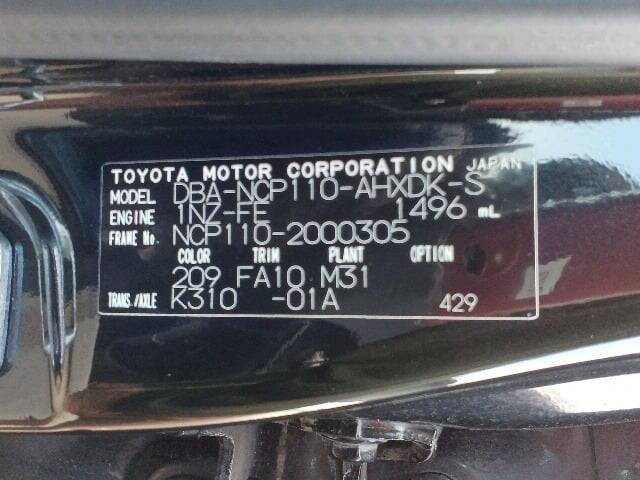 TOYOTA MOTOR CORPORATION JAPAN
MODEL DBA-NCP110-AHXDK-S
ENGINE 1NZ-FE 1496 mL
FRAME No. NCP110-2000305
COLOR TRIM PLANT OPTION
209 FA10 M31
TRANS./AXLE K310 -01A 429